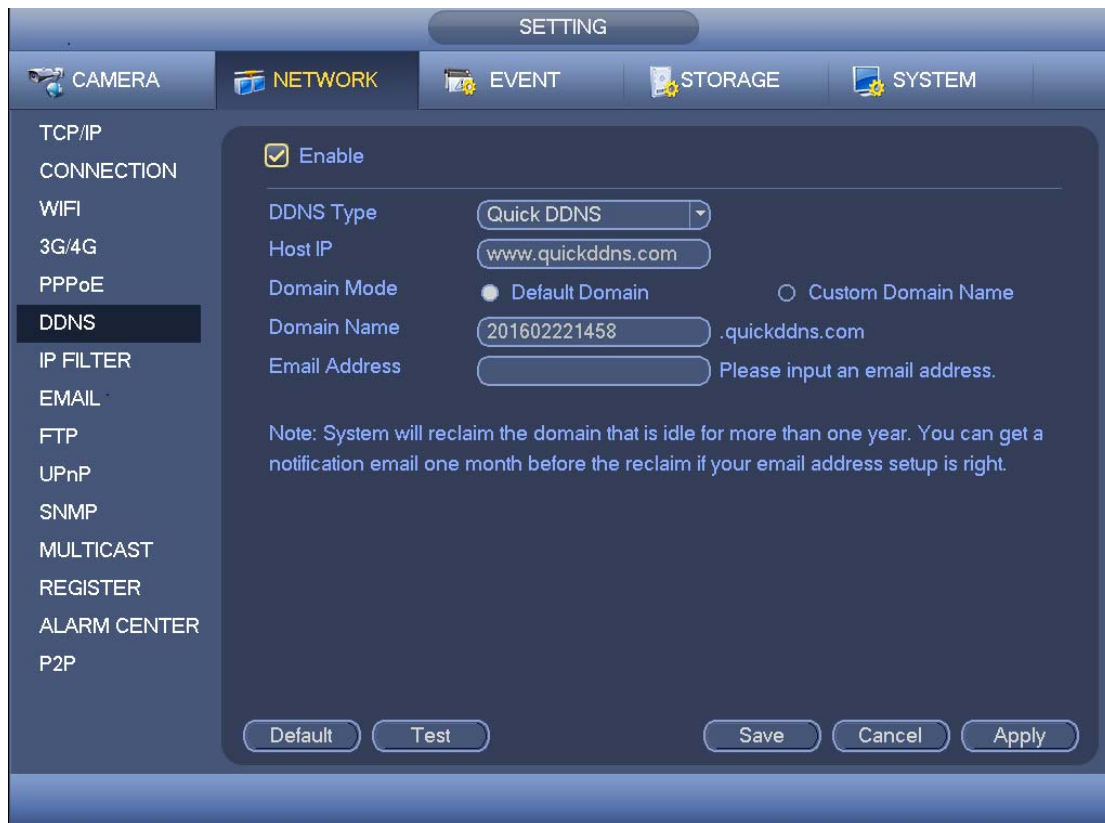 SETTING
CAMERA NETWORK EVENT STORAGE SYSTEM
TCP/IP
CONNECTION
WIFI
3G/4G
PPPoE
DDNS
IP FILTER
EMAIL
FTP
UPnP
SNMP
MULTICAST
REGISTER
ALARM CENTER
P2P
Enable
DDNS Type Quick DDNS
Host IP www.quickddns.com
Domain Mode Default Domain Custom Domain Name
Domain Name 201602221458 .quickddns.com
Email Address Please input an email address.
Note: System will reclaim the domain that is idle for more than one year. You can get a
notification email one month before the reclaim if your email address setup is right.
Default Test Save Cancel Apply